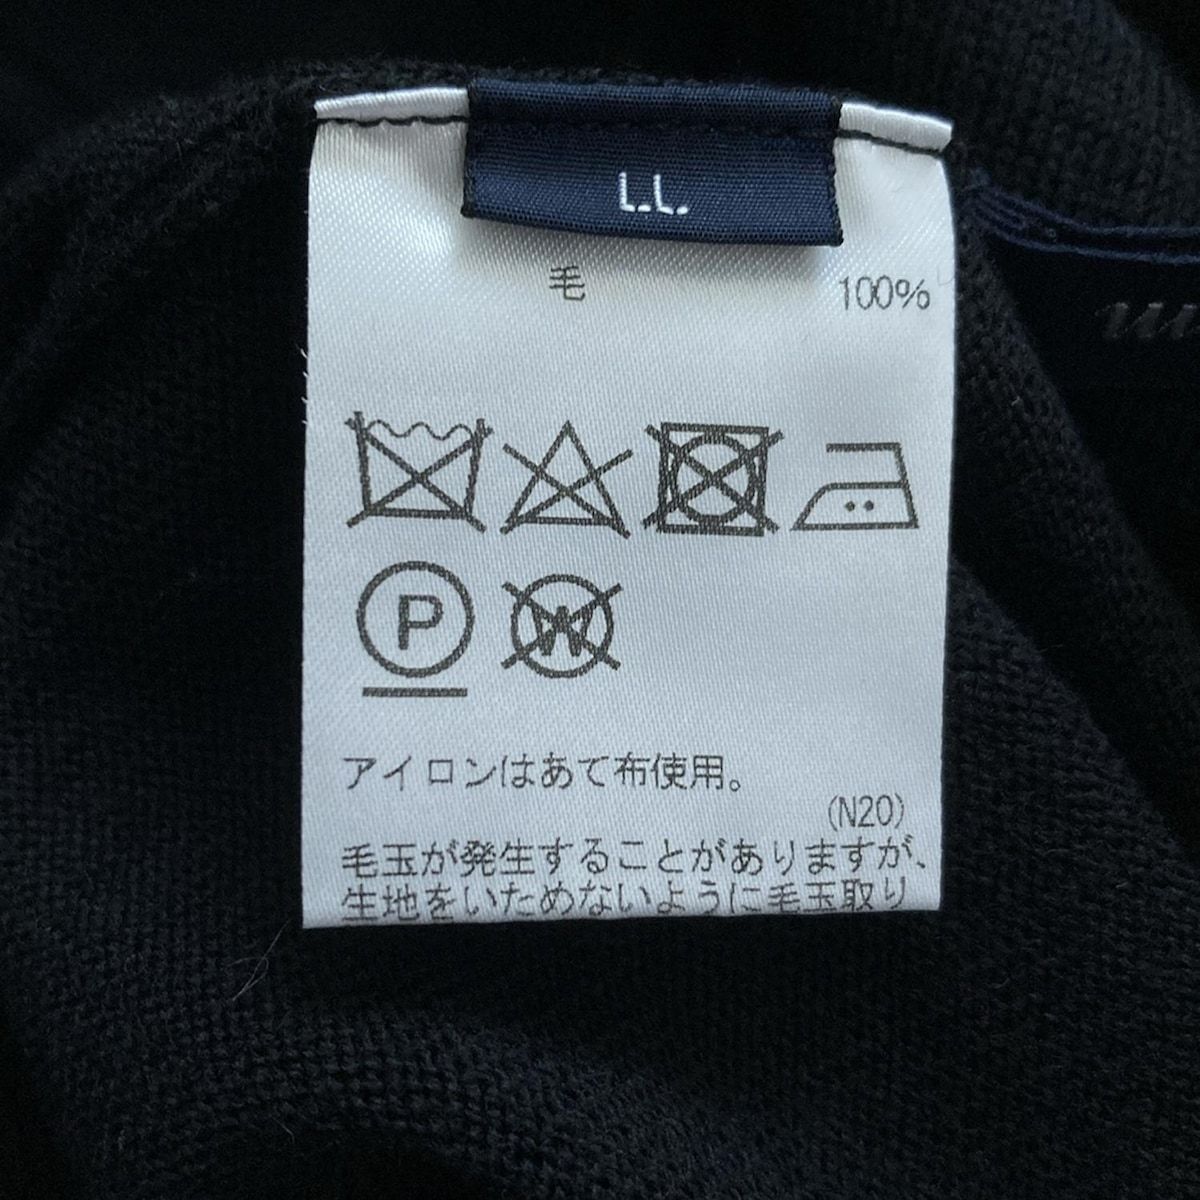 L.L.
毛 100%
P
W
アイロンはあて布使用。
(N20)
毛玉が発生することがありますが、
生地をいためないように毛玉取り